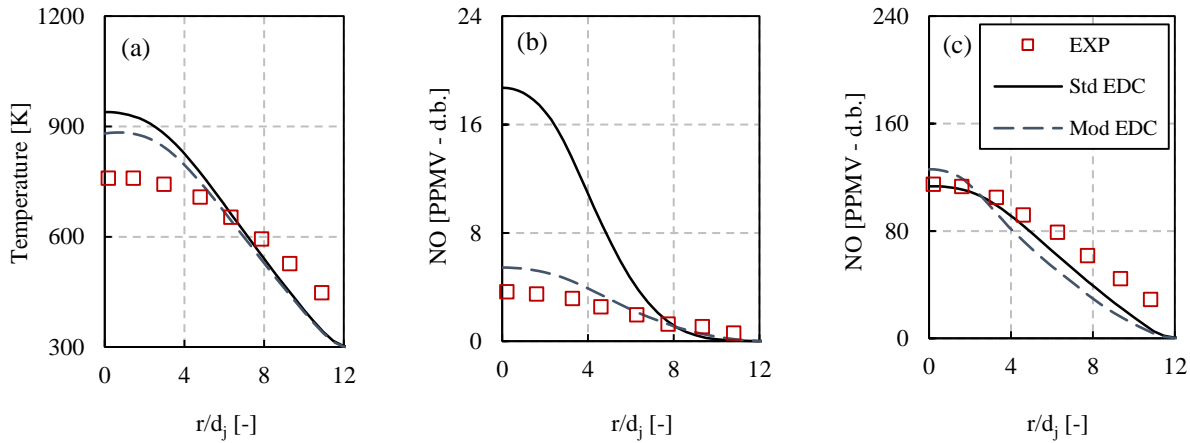 Temperature [K]
1200
900
600
300
(a)
0
4
8
12
r/dj [-]
NO [PPMV - d.b.]
24
16
8
0
(b)
0
4
8
12
r/dj [-]
NO [PPMV - d.b.]
240
160
80
0
(c)
EXP
Std EDC
Mod EDC
0
4
8
12
r/dj [-]